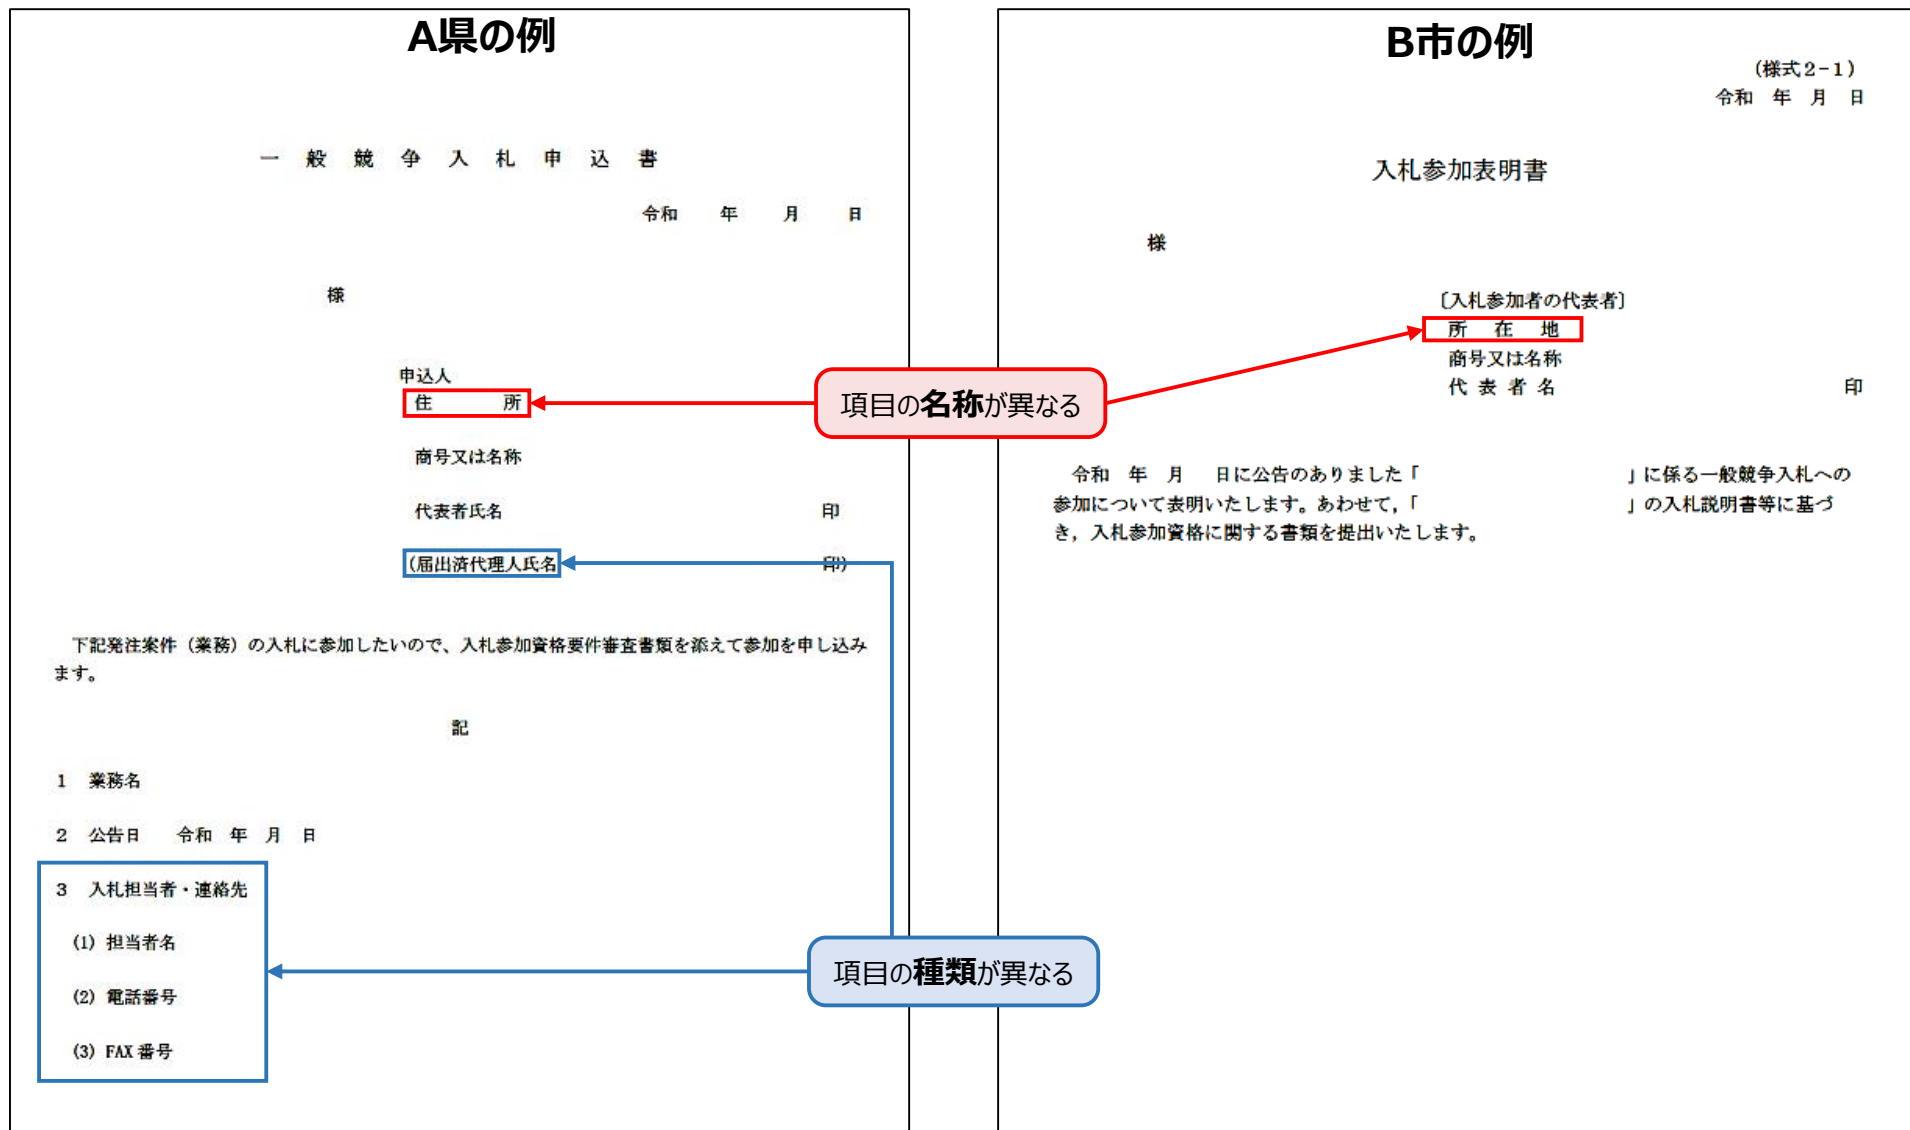 A県の例
一般競争入札申込書
令和 年 月 日
様
申込人
住 所
商号又は名称
代表者氏名 印
(届出済代理人氏名 印)
下記発注案件(業務)の入札に参加したいので、入札参加資格要件審査書類を添えて参加を申し込み
ます。
記
1 業務名
2 公告日 令和 年 月 日
3 入札担当者・連絡先
(1) 担当者名
(2) 電話番号
(3) FAX 番号
項目の名称が異なる
項目の種類が異なる
B市の例
(様式2-1)
令和 年 月 日
入札参加表明書
様
〔入札参加者の代表者〕
所 在 地
商号又は名称
代 表 者 名 印
令和 年 月 日に公告のありました「 」に係る一般競争入札への
参加について表明いたします。あわせて,「 」の入札説明書等に基づ
き,入札参加資格に関する書類を提出いたします。